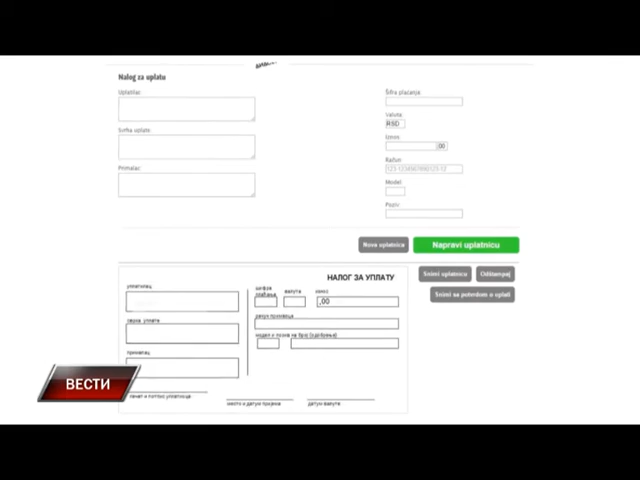 Nalog za uplatu
Uplatilac:
Svrha uplate:
Primalac:
Šifra plaćanja:
Valuta:
RSD
Iznos:
,00
Račun:
Model:
Poziv:
Nova uplatnica
Napravi uplatnicu
Snimi uplatnicu
Odštampaj
Snimi sa potvrdom o uplati
НАЛОГ ЗА УПЛАТУ
уплатилац
сврха уплате
прималац
шифра
плаћања
валута
износ
,00
рачун примаоца
модел и позив на број (одобрење)
печат и потпис уплатиоца
место и датум пријема
датум валуте
ВЕСТИ